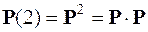 P(2) = P² = P · P